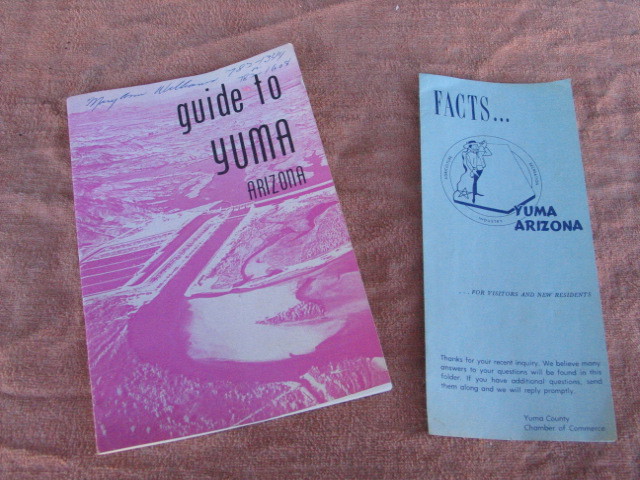 guide to
YUMA
ARIZONA
FACTS...
YUMA
ARIZONA
...FOR VISITORS AND NEW RESIDENTS
Thanks for your recent inquiry. We believe many
answers to your questions will be found in this
folder. If you have additional questions, send
them along and we will reply promptly.
Yuma County
Chamber of Commerce